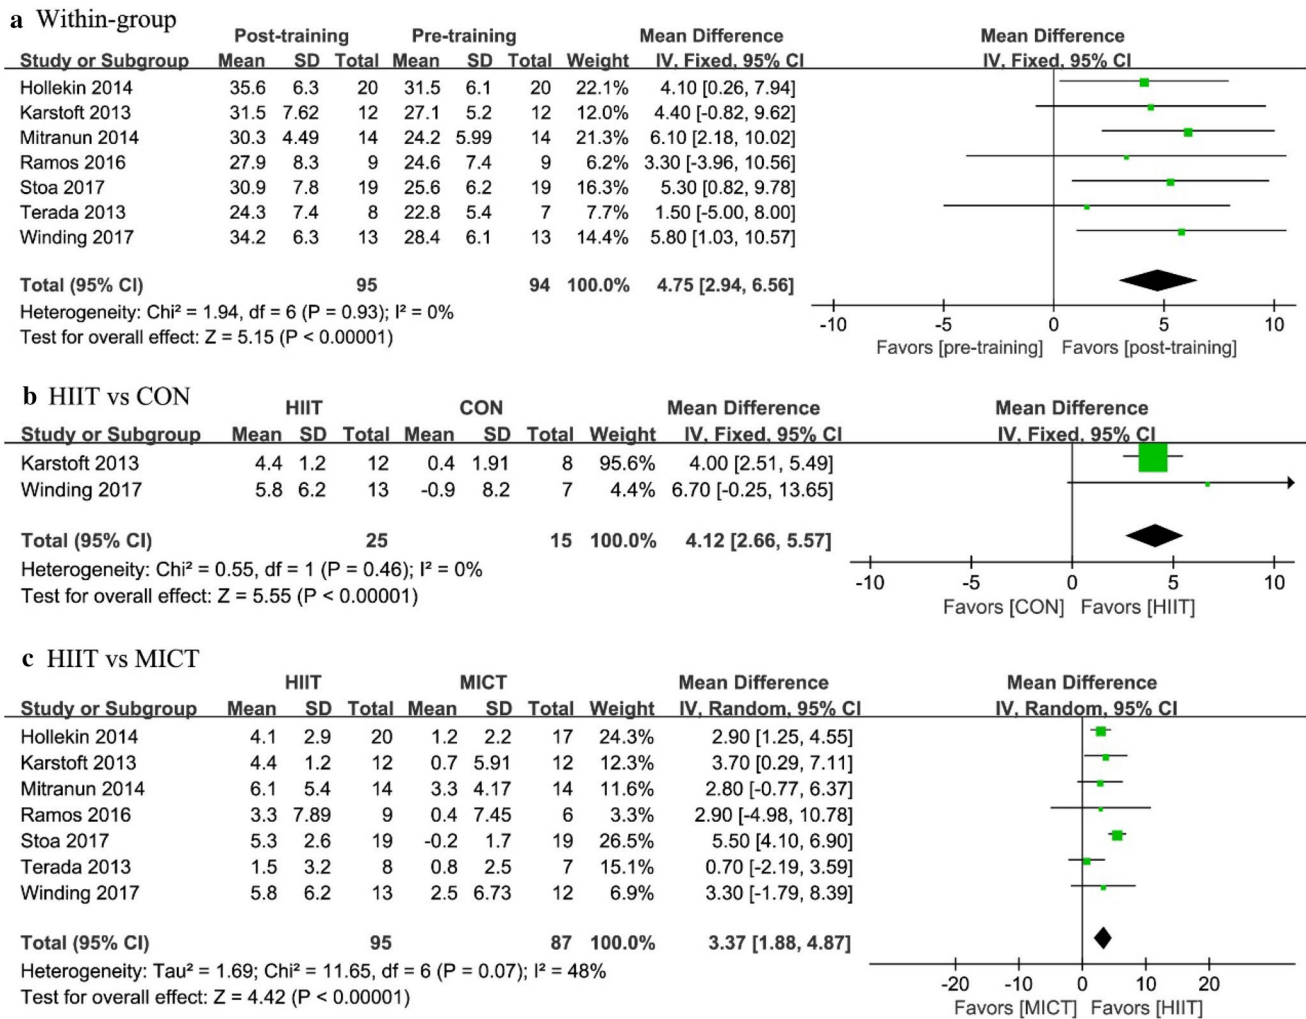 a Within-group
Post-training Pre-training Mean Difference Mean Difference
Study or Subgroup Mean SD Total Mean SD Total Weight IV, Fixed, 95% CI IV, Fixed, 95% CI
Hollekin 2014 35.6 6.3 20 31.5 6.1 20 22.1% 4.10 [0.26, 7.94]
Karstoft 2013 31.5 7.62 12 27.1 5.2 12 12.0% 4.40 [-0.82, 9.62]
Mitranun 2014 30.3 4.49 14 24.2 5.99 14 21.3% 6.10 [2.18, 10.02]
Ramos 2016 27.9 8.3 9 24.6 7.4 9 6.2% 3.30 [-3.96, 10.56]
Stoa 2017 30.9 7.8 19 25.6 6.2 19 16.3% 5.30 [0.82, 9.78]
Terada 2013 24.3 7.4 8 22.8 5.4 7 7.7% 1.50 [-5.00, 8.00]
Winding 2017 34.2 6.3 13 28.4 6.1 13 14.4% 5.80 [1.03, 10.57]
Total (95% CI) 95 94 100.0% 4.75 [2.94, 6.56]
Heterogeneity: Chi² = 1.94, df = 6 (P = 0.93); I² = 0%
Test for overall effect: Z = 5.15 (P < 0.00001)
-10 -5 0 5 10
Favors [pre-training] Favors [post-training]
b HIIT vs CON
HIIT CON Mean Difference Mean Difference
Study or Subgroup Mean SD Total Mean SD Total Weight IV, Fixed, 95% CI IV, Fixed, 95% CI
Karstoft 2013 4.4 1.2 12 0.4 1.91 8 95.6% 4.00 [2.51, 5.49]
Winding 2017 5.8 6.2 13 -0.9 8.2 7 4.4% 6.70 [-0.25, 13.65]
Total (95% CI) 25 15 100.0% 4.12 [2.66, 5.57]
Heterogeneity: Chi² = 0.55, df = 1 (P = 0.46); I² = 0%
Test for overall effect: Z = 5.55 (P < 0.00001)
-10 -5 0 5 10
Favors [CON] Favors [HIIT]
c HIIT vs MICT
HIIT MICT Mean Difference Mean Difference
Study or Subgroup Mean SD Total Mean SD Total Weight IV, Random, 95% CI IV, Random, 95% CI
Hollekin 2014 4.1 2.9 20 1.2 2.2 17 24.3% 2.90 [1.25, 4.55]
Karstoft 2013 4.4 1.2 12 0.7 5.91 12 12.3% 3.70 [0.29, 7.11]
Mitranun 2014 6.1 5.4 14 3.3 4.17 14 11.6% 2.80 [-0.77, 6.37]
Ramos 2016 3.3 7.89 9 0.4 7.45 6 3.3% 2.90 [-4.98, 10.78]
Stoa 2017 5.3 2.6 19 -0.2 1.7 19 26.5% 5.50 [4.10, 6.90]
Terada 2013 1.5 3.2 8 0.8 2.5 7 15.1% 0.70 [-2.19, 3.59]
Winding 2017 5.8 6.2 13 2.5 6.73 12 6.9% 3.30 [-1.79, 8.39]
Total (95% CI) 95 87 100.0% 3.37 [1.88, 4.87]
Heterogeneity: Tau² = 1.69; Chi² = 11.65, df = 6 (P = 0.07); I² = 48%
Test for overall effect: Z = 4.42 (P < 0.00001)
-20 -10 0 10 20
Favors [MICT] Favors [HIIT]